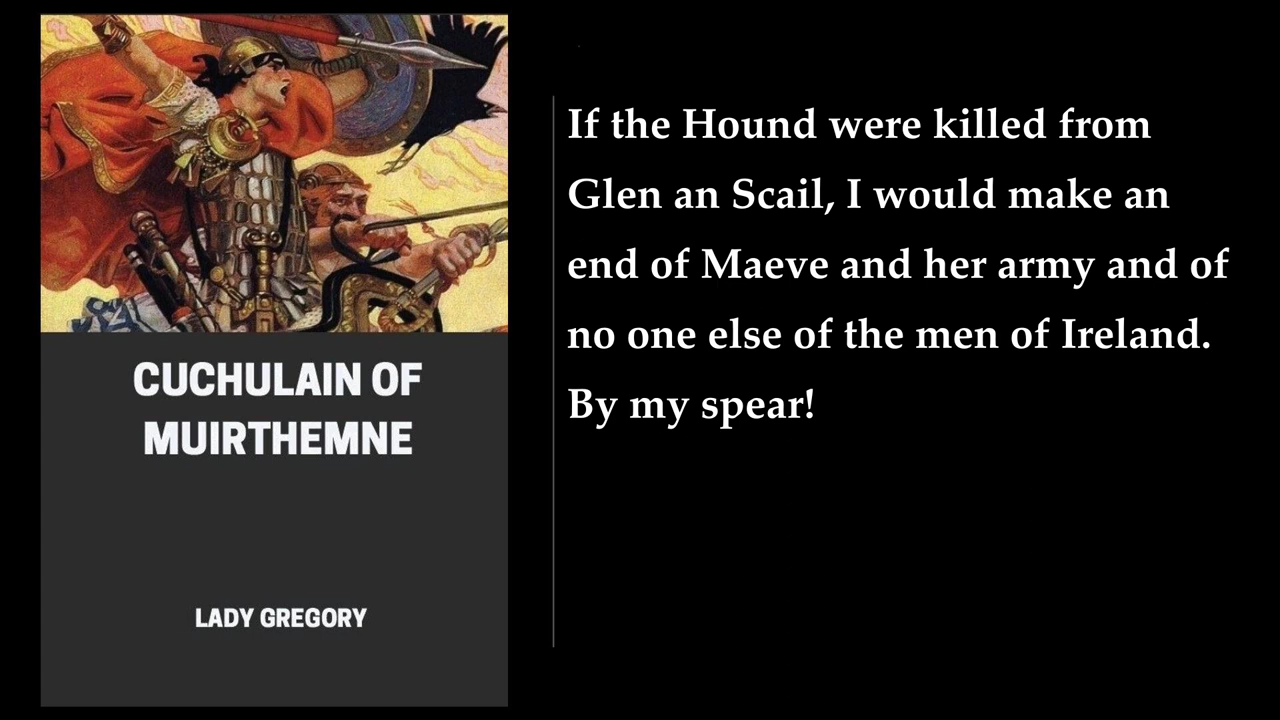 CUCHULAIN OF
MUIRTHEMNE
LADY GREGORY
If the Hound were killed from
Glen an Scail, I would make an
end of Maeve and her army and of
no one else of the men of Ireland.
By my spear!